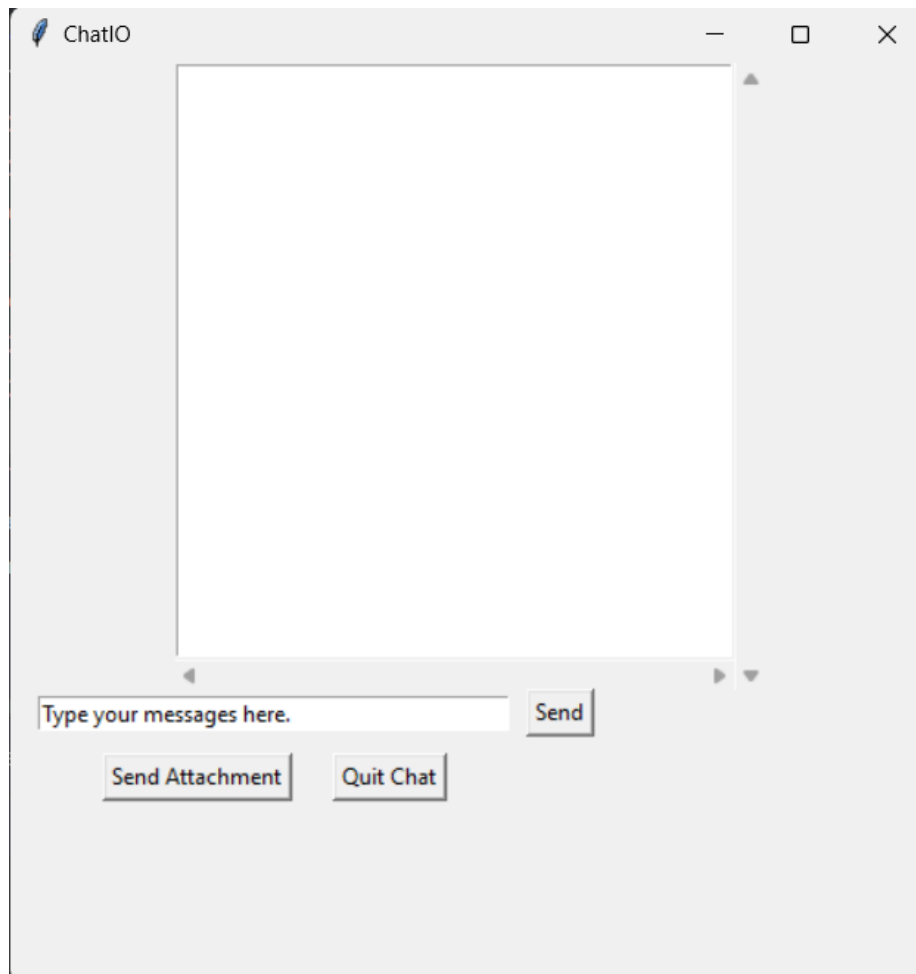 ChatIO
Type your messages here.
Send
Send Attachment
Quit Chat